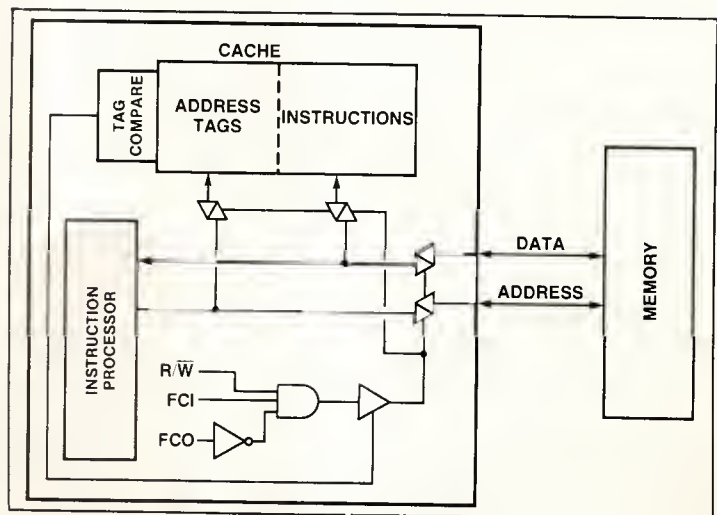 CACHE
TAG
COMPARE
ADDRESS
TAGS
INSTRUCTIONS
INSTRUCTION
PROCESSOR
DATA
ADDRESS
MEMORY
R/W̅
FCI
FCO